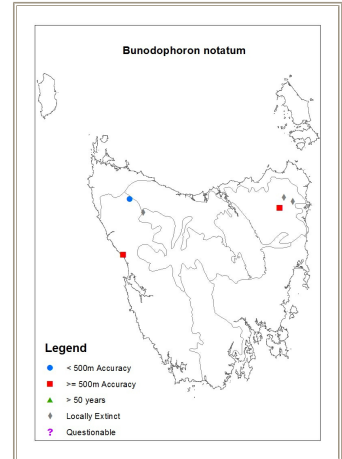 Bunodophoron notatum
Legend
< 500m Accuracy
>= 500m Accuracy
> 50 years
Locally Extinct
? Questionable